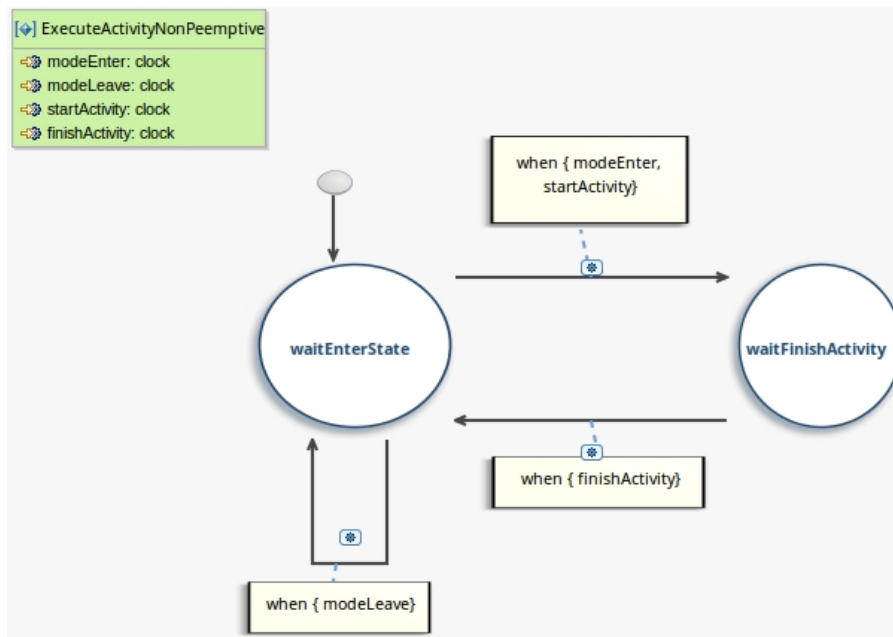 ExecuteActivityNonPeemptive
modeEnter: clock
modeLeave: clock
startActivity: clock
finishActivity: clock
when { modeEnter,
startActivity}
waitEnterState
waitFinishActivity
when { finishActivity}
when { modeLeave}